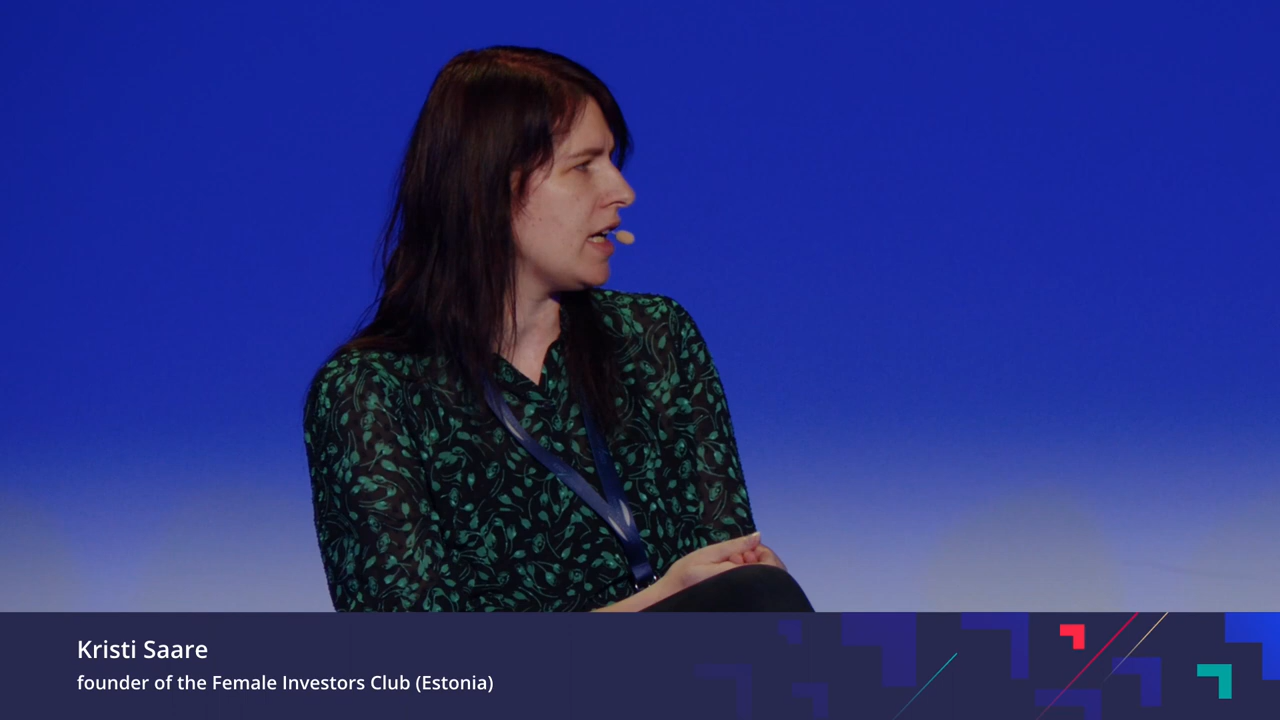 Kristi Saare
founder of the Female Investors Club (Estonia)